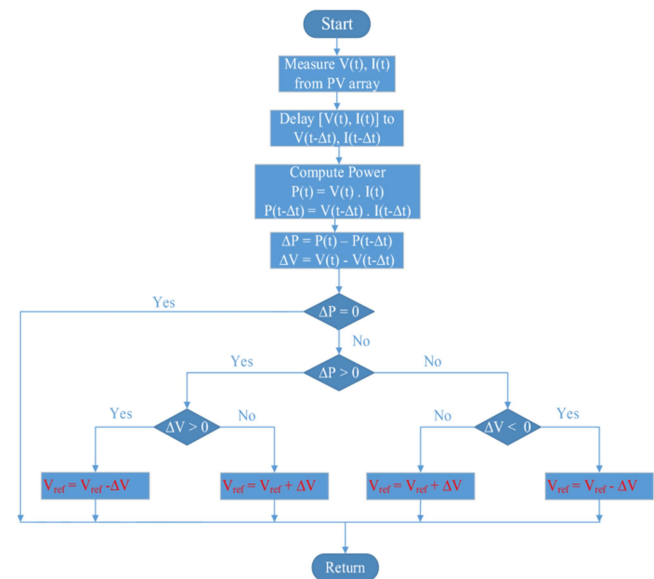 Start
Measure V(t), I(t)
from PV array
Delay [V(t), I(t)] to
V(t-Δt), I(t-Δt)
Compute Power
P(t) = V(t) . I(t)
P(t-Δt) = V(t-Δt) . I(t-Δt)
ΔP = P(t) – P(t-Δt)
ΔV = V(t) - V(t-Δt)
Yes
ΔP = 0
No
Yes
ΔP > 0
No
Yes
ΔV > 0
No
No
ΔV < 0
Yes
Vref = Vref -ΔV
Vref = Vref + ΔV
Vref = Vref + ΔV
Vref = Vref - ΔV
Return